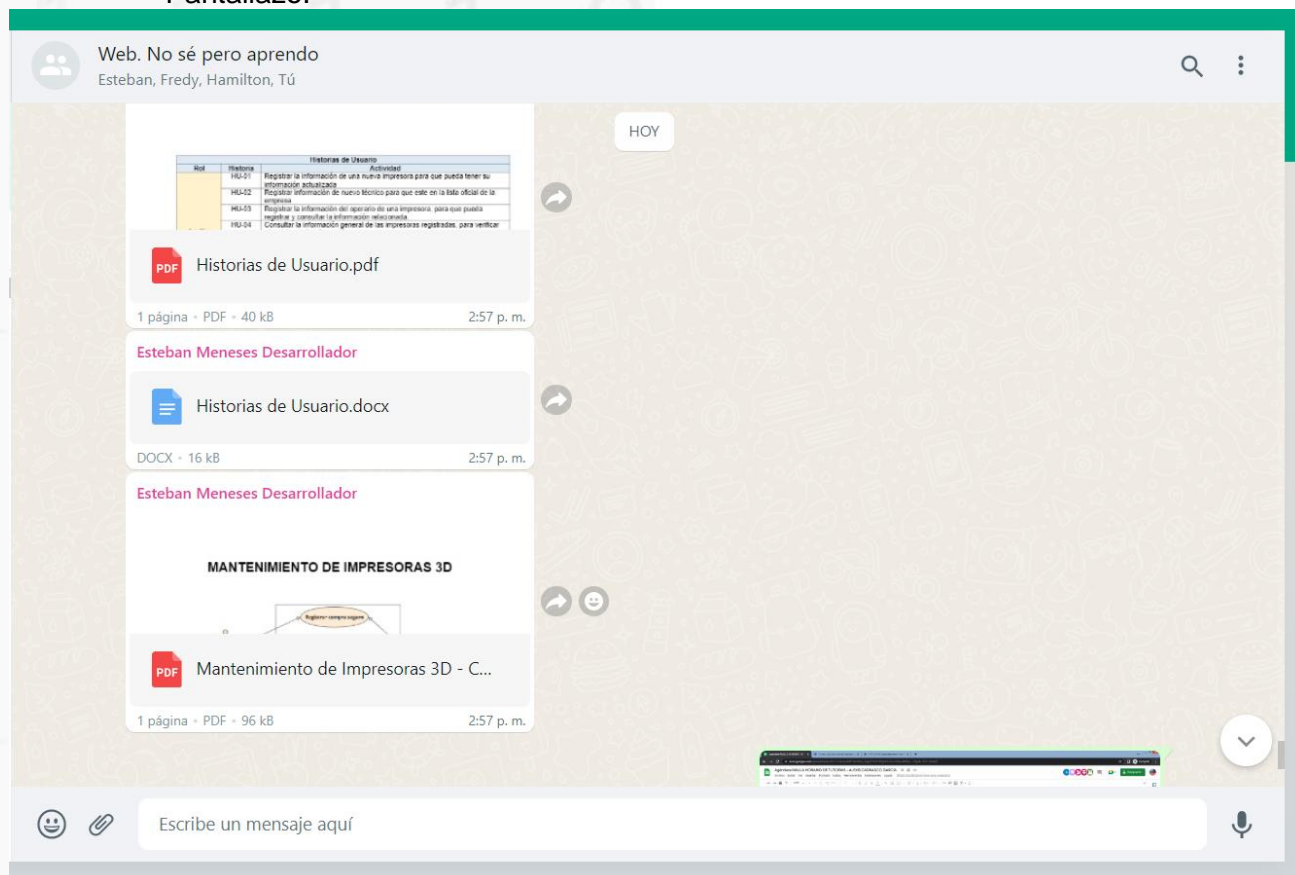 Pantallazo.
Web. No sé pero aprendo
Esteban, Fredy, Hamilton, Tú
HOY
Historias de Usuario
Rol Historia Actividad
HU-01 Registrar la información de una nueva impresora para que pueda tener su
información actualizada
HU-02 Registrar información de nuevo técnico para que este en la lista oficial de la
empresa
HU-03 Registrar la información del operario de una impresora, para que pueda
registrar y consultar la información relacionada.
HU-04 Consultar la información general de las impresoras registradas, para verificar
PDF Historias de Usuario.pdf
1 página • PDF • 40 kB 2:57 p. m.
Esteban Meneses Desarrollador
Historias de Usuario.docx
DOCX • 16 kB 2:57 p. m.
Esteban Meneses Desarrollador
MANTENIMIENTO DE IMPRESORAS 3D
Registrar compra seguro
PDF Mantenimiento de Impresoras 3D - C...
1 página • PDF • 96 kB 2:57 p. m.
Escribe un mensaje aquí